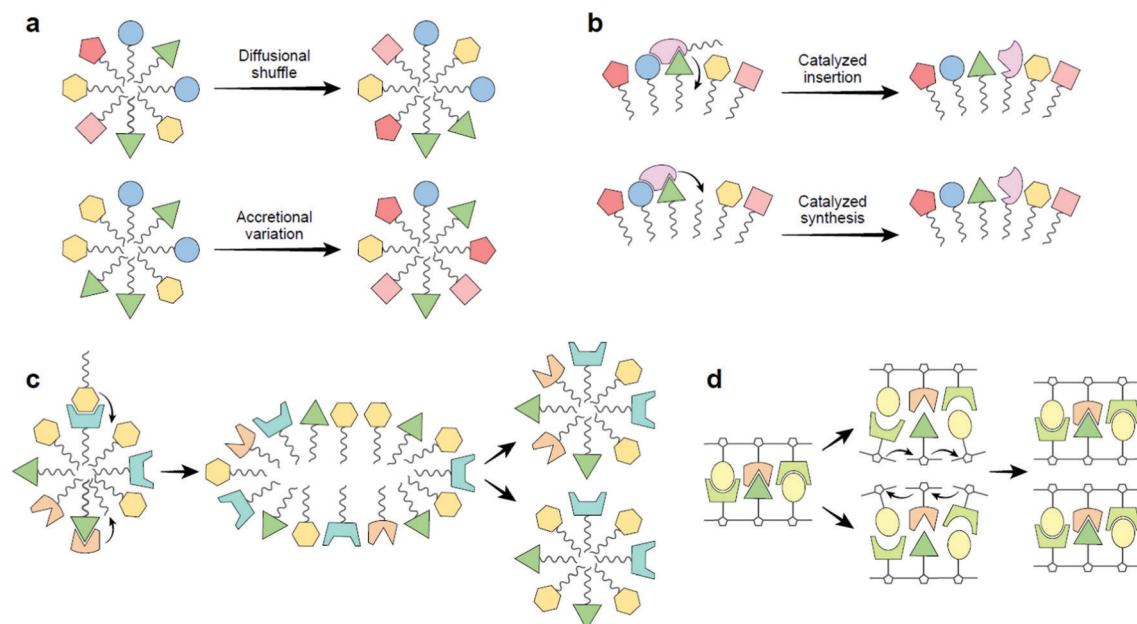 a
Diffusional
shuffle
Accretional
variation
b
Catalyzed
insertion
Catalyzed
synthesis
c
d